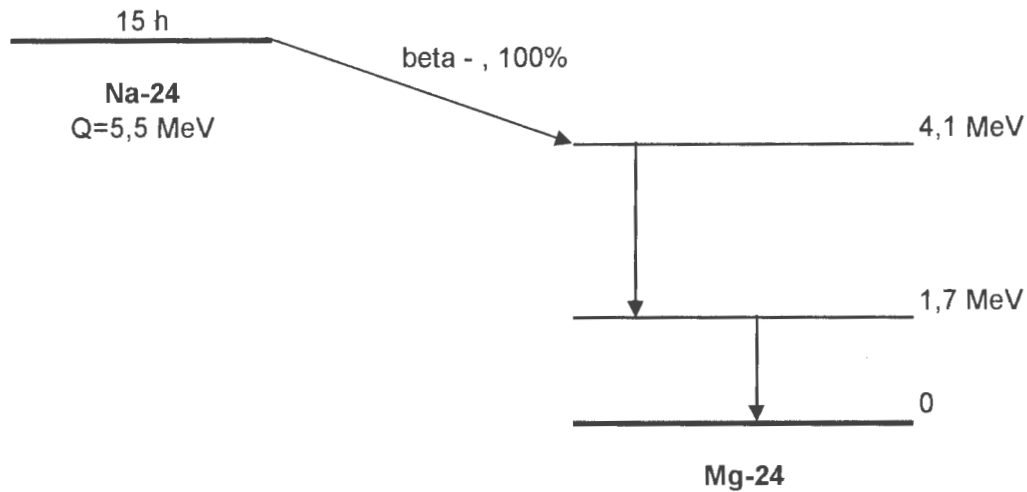 15 h
beta - , 100%
Na-24
Q=5,5 MeV
4,1 MeV
1,7 MeV
0
Mg-24